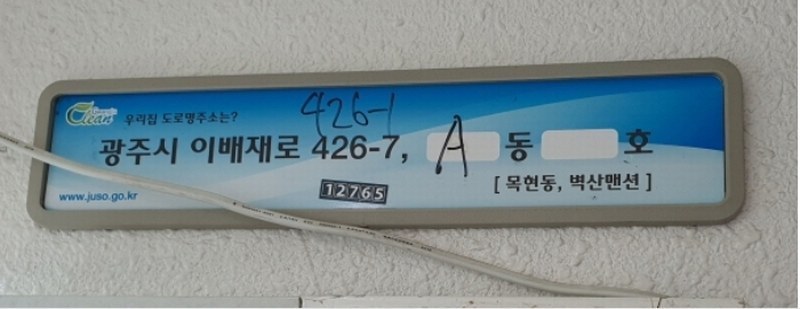 Clean
우리집 도로명주소는?
426-1
광주시 이배재로 426-7, A 동 호
12765
[ 목현동, 벽산맨션 ]
www.juso.go.kr